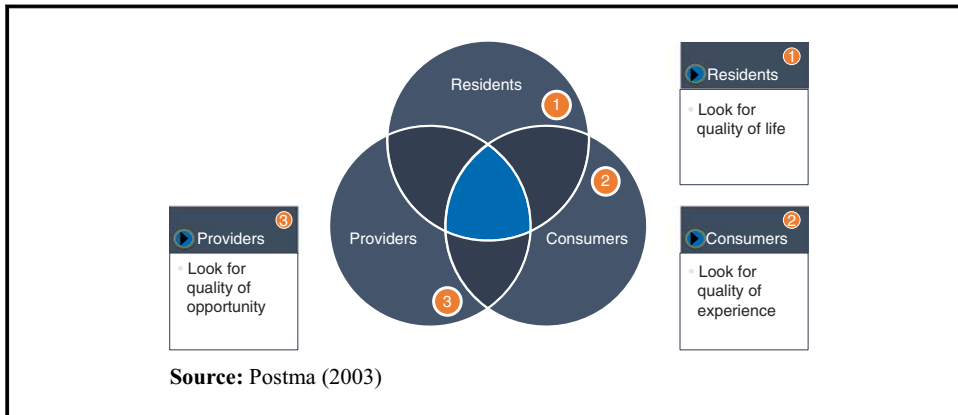 Residents
1
2
Providers
Consumers
3
1
Residents
• Look for
quality of life
3
Providers
• Look for
quality of
opportunity
2
Consumers
• Look for
quality of
experience
Source: Postma (2003)